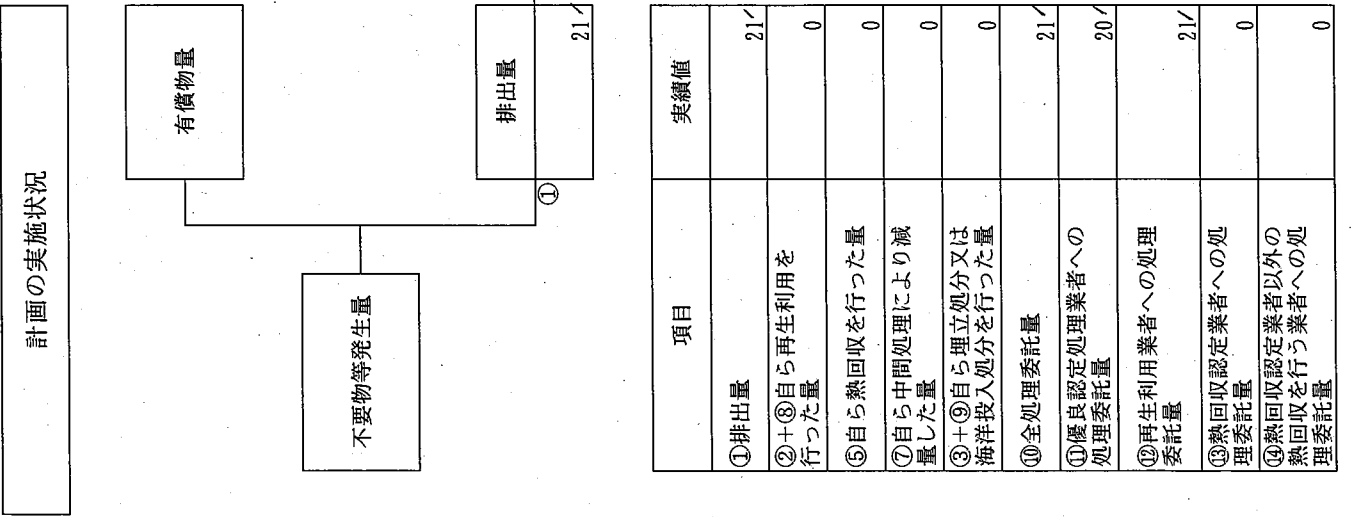 計画の実施状況
有償物量
不要物等発生量
排出量
①
21
項目
実績値
①排出量
21
②+⑧自ら再生利用を
行った量
0
⑤自ら熱回収を行った量
0
⑦自ら中間処理により減
量した量
0
③+⑨自ら埋立処分又は
海洋投入処分を行った量
0
⑩全処理委託量
21
⑪優良認定処理業者への
処理委託量
20
⑫再生利用業者への処理
委託量
21
⑬熱回収認定業者への処
理委託量
0
⑭熱回収認定業者以外の
熱回収を行う業者への処
理委託量
0